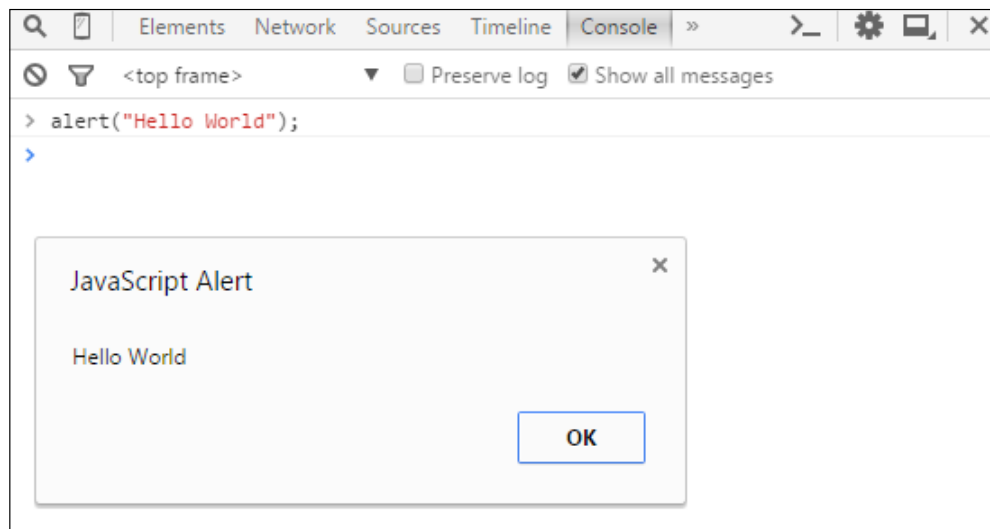 Elements Network Sources Timeline Console »
<top frame> ▼ Preserve log Show all messages
> alert("Hello World");
>
JavaScript Alert
Hello World
OK